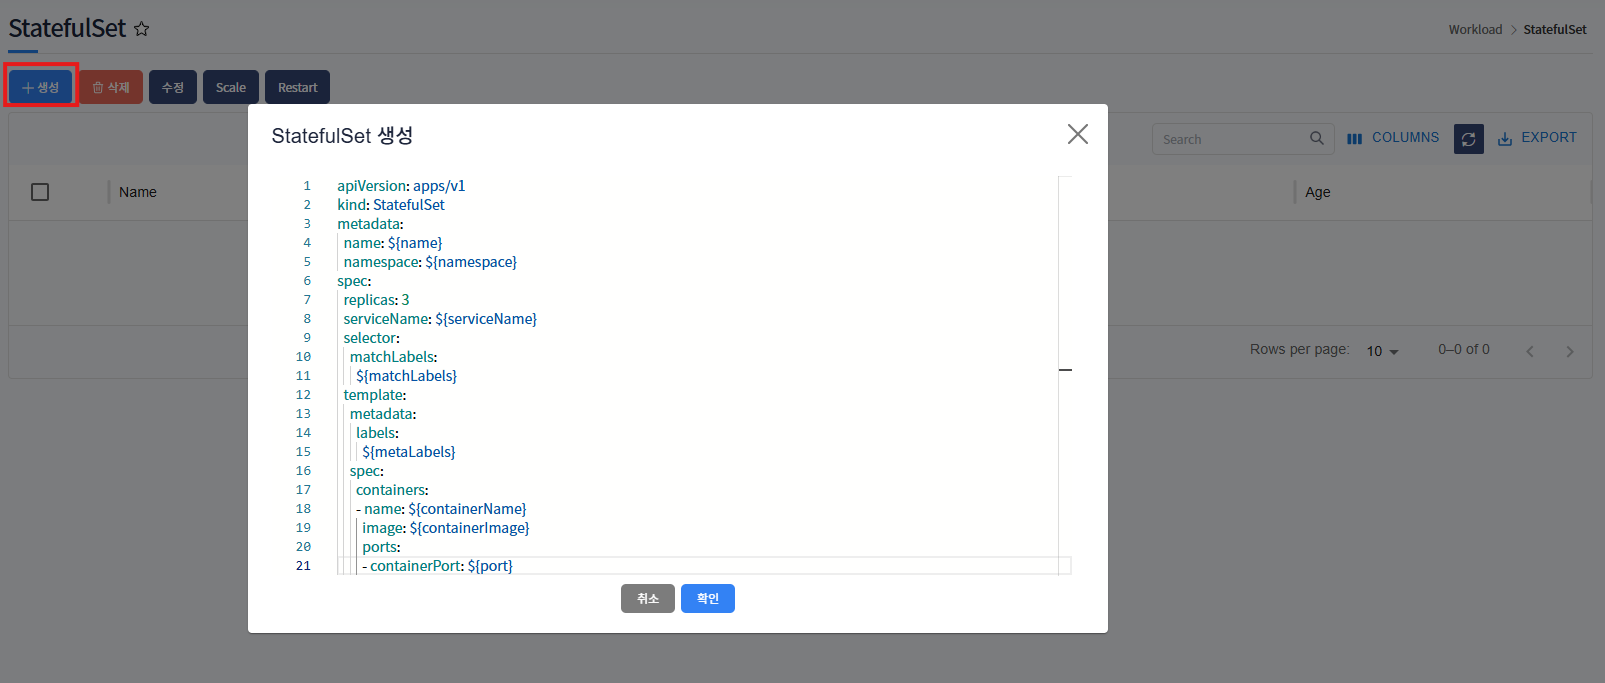 StatefulSet
Workload > StatefulSet
+ 생성 삭제 수정 Scale Restart
StatefulSet 생성
Search COLUMNS EXPORT
Name Age
1 apiVersion: apps/v1
2 kind: StatefulSet
3 metadata:
4 name: ${name}
5 namespace: ${namespace}
6 spec:
7 replicas: 3
8 serviceName: ${serviceName}
9 selector:
10 matchLabels:
11 ${matchLabels}
12 template:
13 metadata:
14 labels:
15 ${metaLabels}
16 spec:
17 containers:
18 - name: ${containerName}
19 image: ${containerImage}
20 ports:
21 - containerPort: ${port}
Rows per page: 10 0–0 of 0
취소 확인